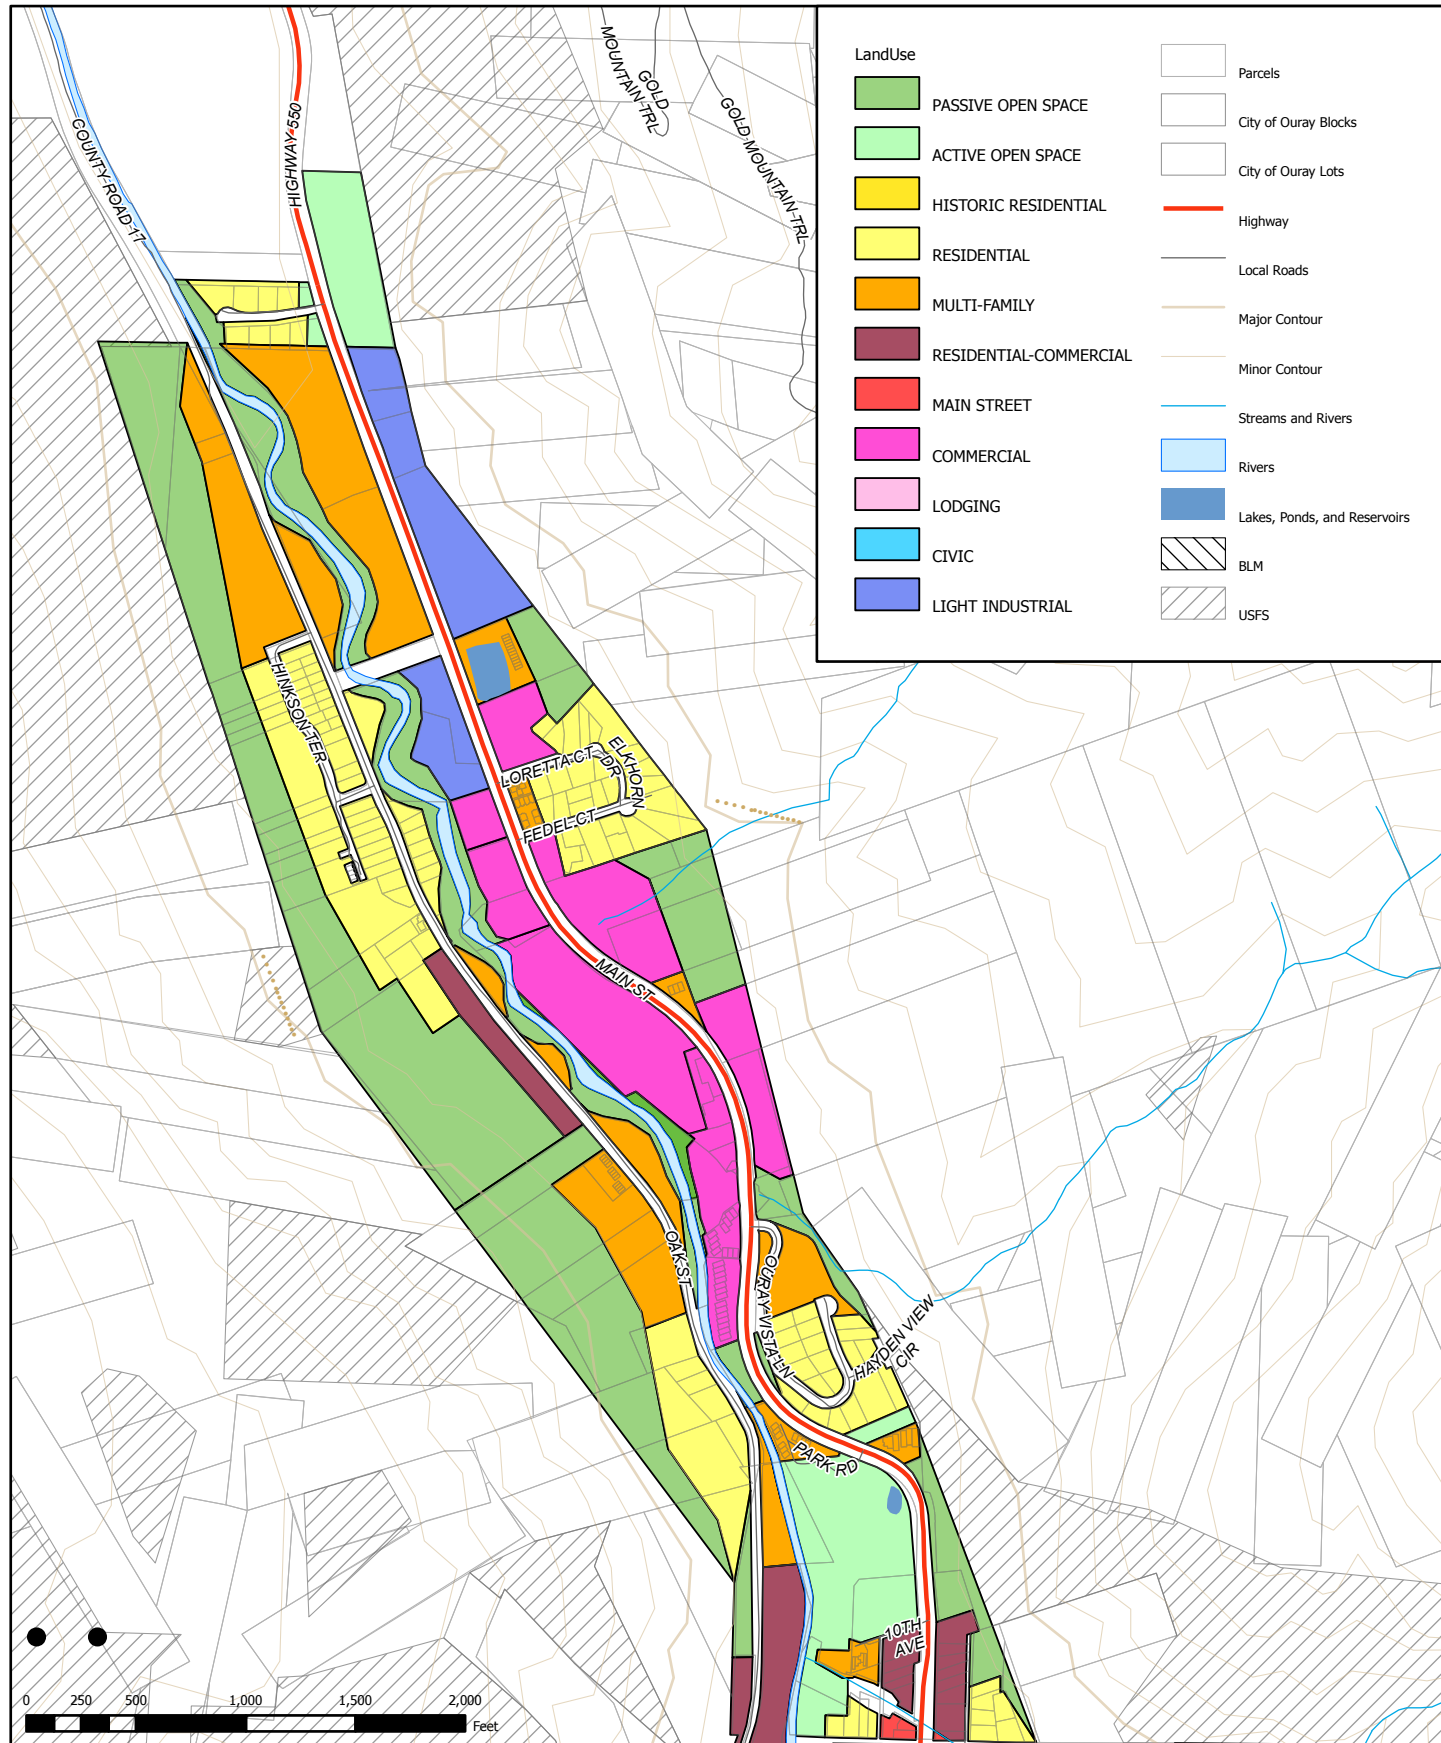 GOLD
MOUNTAIN TRL
GOLD MOUNTAIN TRL
HIGHWAY 550
COUNTY ROAD 17
LandUse
PASSIVE OPEN SPACE
ACTIVE OPEN SPACE
HISTORIC RESIDENTIAL
RESIDENTIAL
MULTI-FAMILY
RESIDENTIAL-COMMERCIAL
MAIN STREET
COMMERCIAL
LODGING
CIVIC
LIGHT INDUSTRIAL
Parcels
City of Ouray Blocks
City of Ouray Lots
Highway
Local Roads
Major Contour
Minor Contour
Streams and Rivers
Rivers
Lakes, Ponds, and Reservoirs
BLM
USFS
HINKSON TER
LORETTA CT
ELKHORN
DR
FEDEL CT
MAIN ST
OAK ST
OURAY VISTA LN
HAYDEN VIEW
CIR
PARK RD
10TH
AVE
0 250 500 1,000 1,500 2,000
Feet